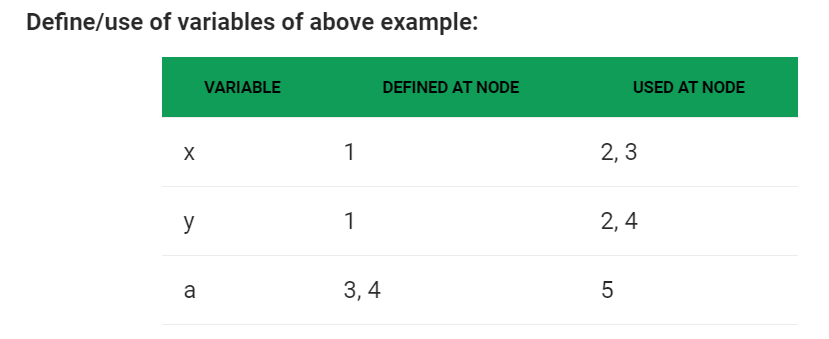 Define/use of variables of above example:
VARIABLE DEFINED AT NODE USED AT NODE
x 1 2, 3
y 1 2, 4
a 3, 4 5